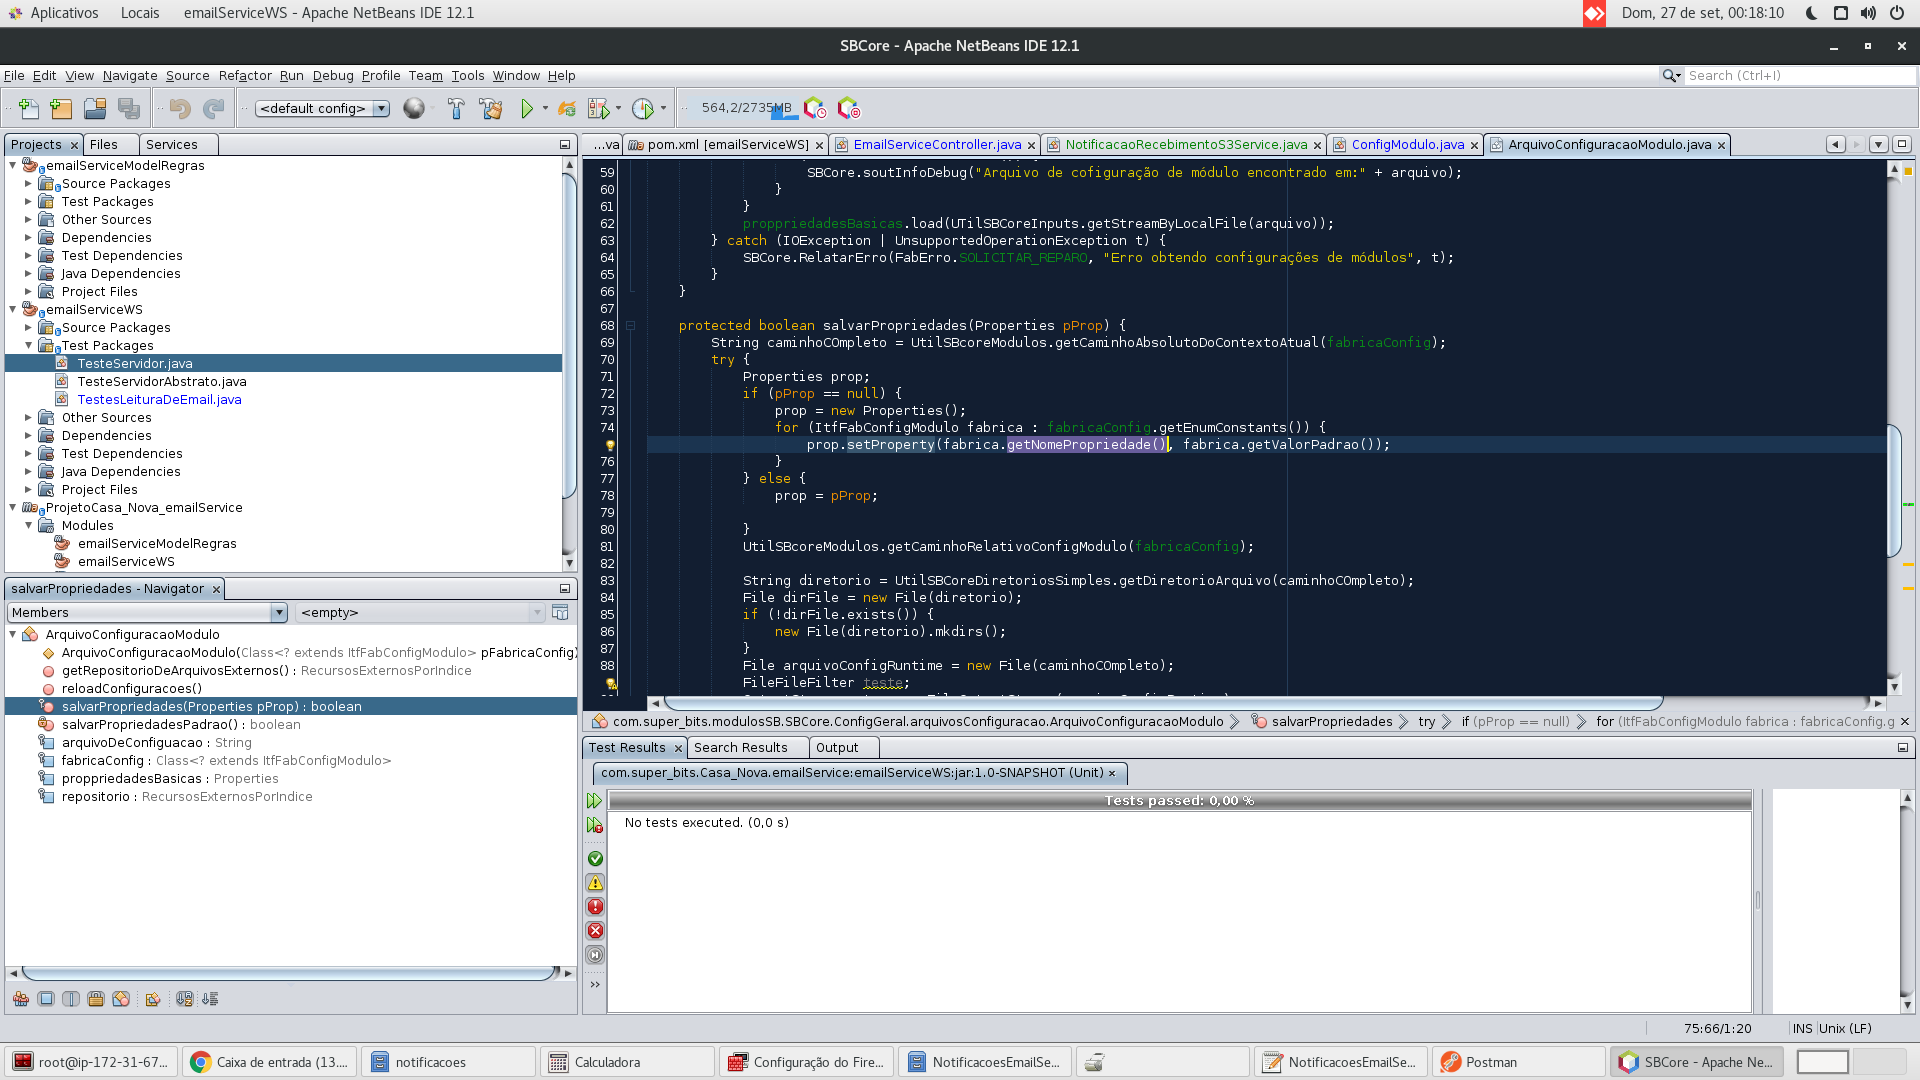 Aplicativos Locais emailServiceWS - Apache NetBeans IDE 12.1 Dom, 27 de set, 00:18:10
SBCore - Apache NetBeans IDE 12.1
File Edit View Navigate Source Refactor Run Debug Profile Team Tools Window Help Search (Ctrl+I)
<default config> 564,2/2735MB
Projects Files Services
emailServiceModelRegras
Source Packages
Test Packages
Other Sources
Dependencies
Test Dependencies
Java Dependencies
Project Files
emailServiceWS
Source Packages
Test Packages
TesteServidor.java
TesteServidorAbstrato.java
TestesLeituraDeEmail.java
Other Sources
Dependencies
Test Dependencies
Java Dependencies
Project Files
ProjetoCasa_Nova_emailService
Modules
emailServiceModelRegras
emailServiceWS
salvarPropriedades - Navigator
Members <empty>
ArquivoConfiguracaoModulo
ArquivoConfiguracaoModulo(Class<? extends ItfFabConfigModulo> pFabricaConfig)
getRepositorioDeArquivosExternos() : RecursosExternosPorIndice
reloadConfiguracoes()
salvarPropriedades(Properties pProp) : boolean
salvarPropriedadesPadrao() : boolean
arquivoDeConfiguacao : String
fabricaConfig : Class<? extends ItfFabConfigModulo>
proppriedadesBasicas : Properties
repositorio : RecursosExternosPorIndice
...va pom.xml [emailServiceWS] EmailServiceController.java NotificacaoRecebimentoS3Service.java ConfigModulo.java ArquivoConfiguracaoModulo.java
59 SBCore.soutInfoDebug("Arquivo de cofiguração de módulo encontrado em:" + arquivo);
60 }
61 }
62 proppriedadesBasicas.load(UTilSBCoreInputs.getStreamByLocalFile(arquivo));
63 } catch (IOException | UnsupportedOperationException t) {
64 SBCore.RelatarErro(FabErro.SOLICITAR_REPARO, "Erro obtendo configurações de módulos", t);
65 }
66 }
67
68 protected boolean salvarPropriedades(Properties pProp) {
69 String caminhoCOmpleto = UtilSBcoreModulos.getCaminhoAbsolutoDoContextoAtual(fabricaConfig);
70 try {
71 Properties prop;
72 if (pProp == null) {
73 prop = new Properties();
74 for (ItfFabConfigModulo fabrica : fabricaConfig.getEnumConstants()) {
prop.setProperty(fabrica.getNomePropriedade(), fabrica.getValorPadrao());
76 }
77 } else {
78 prop = pProp;
79
80 }
81 UtilSBcoreModulos.getCaminhoRelativoConfigModulo(fabricaConfig);
82
83 String diretorio = UtilSBCoreDiretoriosSimples.getDiretorioArquivo(caminhoCOmpleto);
84 File dirFile = new File(diretorio);
85 if (!dirFile.exists()) {
86 new File(diretorio).mkdirs();
87 }
88 File arquivoConfigRuntime = new File(caminhoCOmpleto);
FileFileFilter teste;
com.super_bits.modulosSB.SBCore.ConfigGeral.arquivosConfiguracao.ArquivoConfiguracaoModulo salvarPropriedades try if (pProp == null) for (ItfFabConfigModulo fabrica : fabricaConfig.g
Test Results Search Results Output
com.super_bits.Casa_Nova.emailService:emailServiceWS:jar:1.0-SNAPSHOT (Unit)
Tests passed: 0,00 %
No tests executed. (0,0 s)
75:66/1:20 INS Unix (LF)
root@ip-172-31-67... Caixa de entrada (13.... notificacoes Calculadora Configuração do Fire... NotificacoesEmailSe... NotificacoesEmailSe... Postman SBCore - Apache Ne...